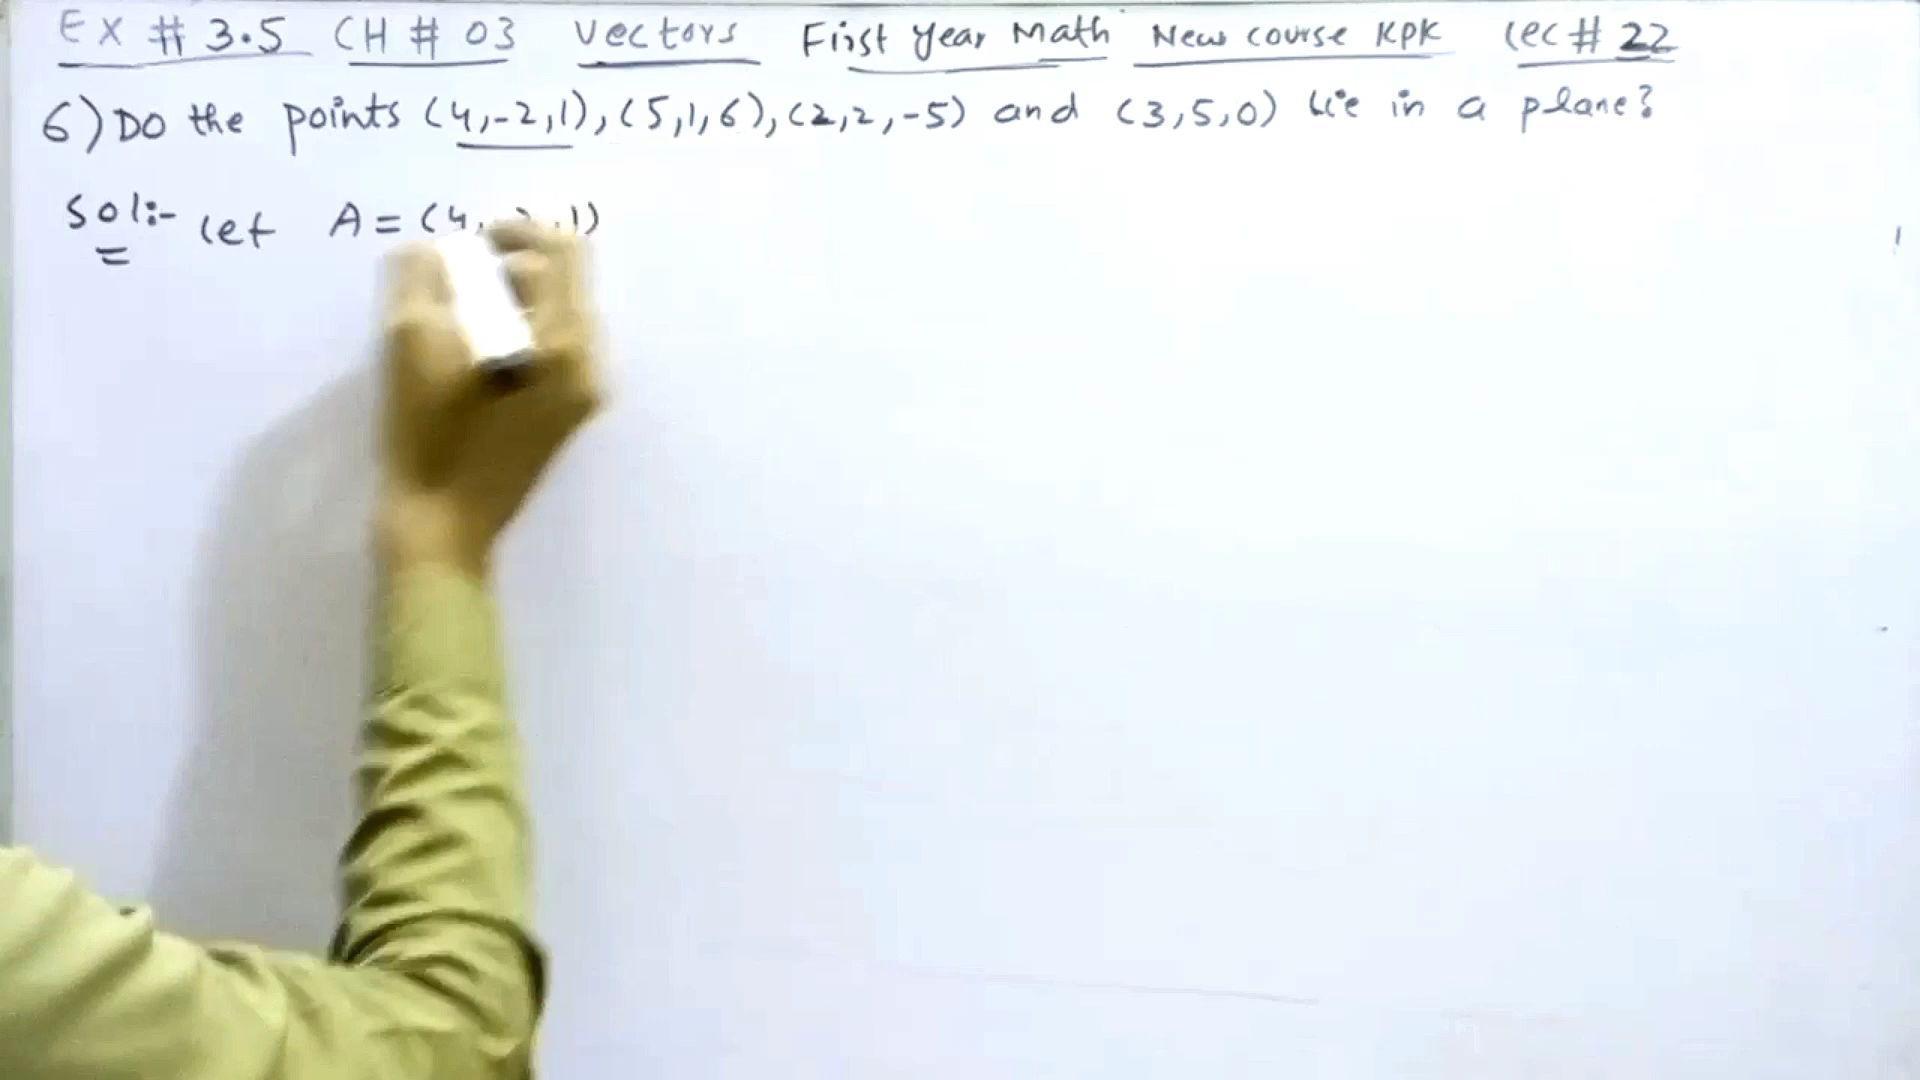 EX # 3.5 CH # 03 Vectors First Year Math New course KPK Lec # 22
6) Do the points (4,-2,1), (5,1,6), (2,2,-5) and (3,5,0) Lie in a plane?
Sol:- Let A = (4,-2,1)